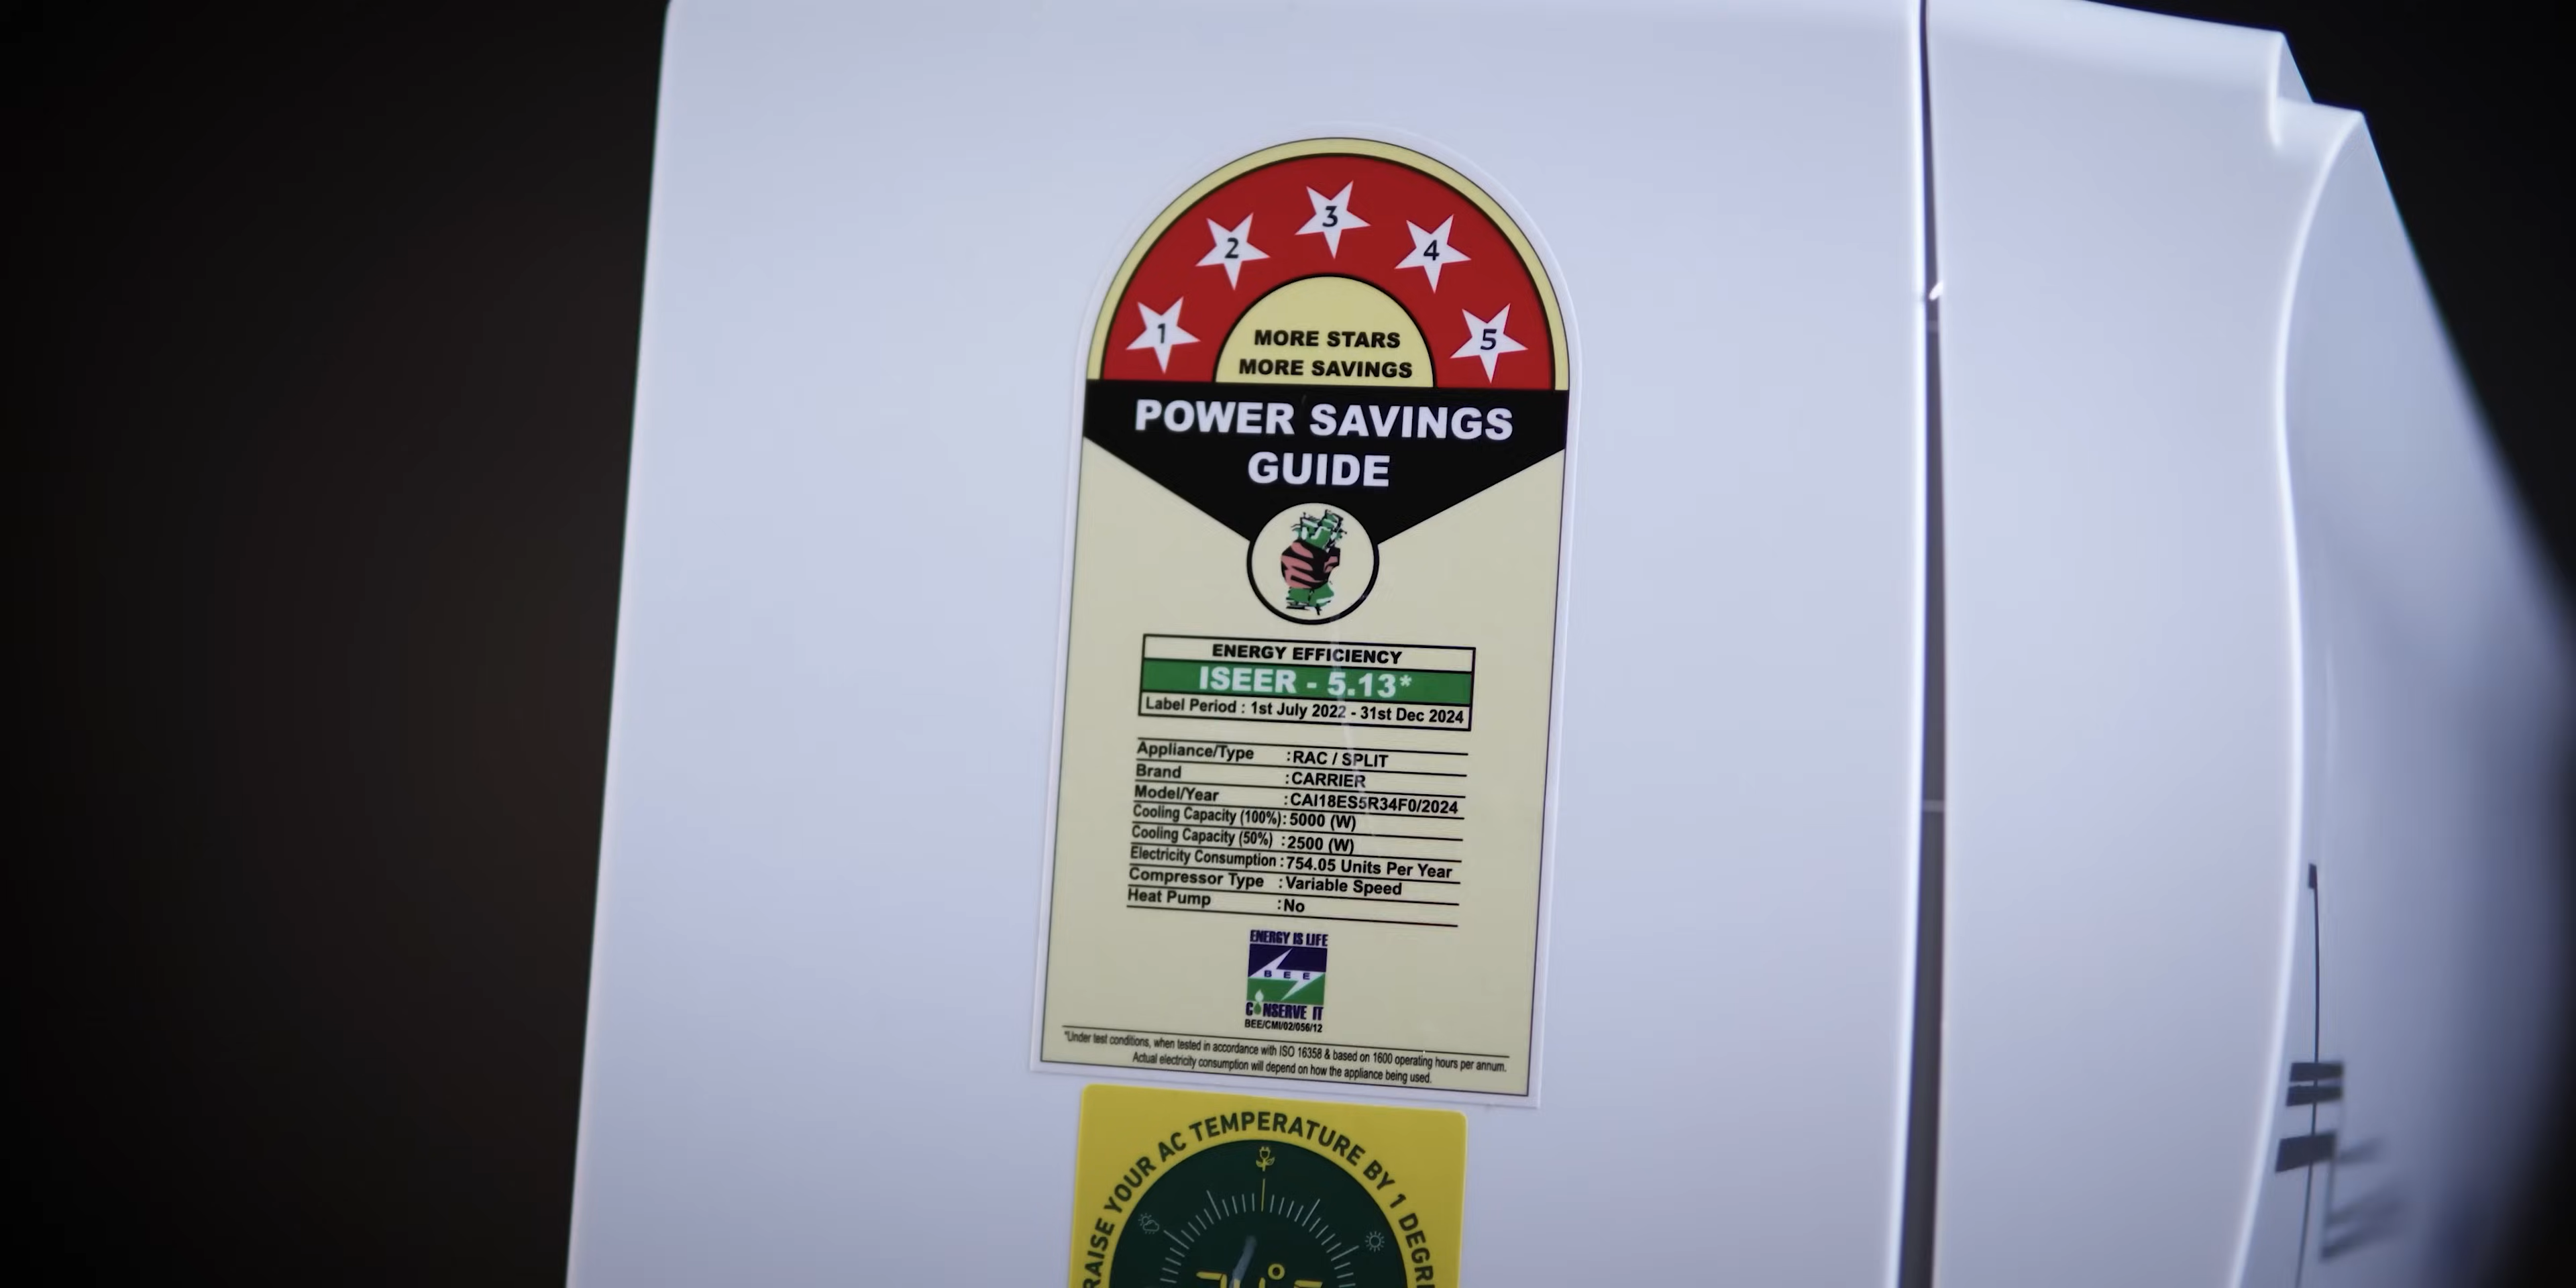 1
2
3
4
5
MORE STARS
MORE SAVINGS
POWER SAVINGS
GUIDE
ENERGY EFFICIENCY
ISEER - 5.13*
Label Period : 1st July 2022 - 31st Dec 2024
Appliance/Type : RAC / SPLIT
Brand : CARRIER
Model/Year : CAI18ES5R34F0/2024
Cooling Capacity (100%) : 5000 (W)
Cooling Capacity (50%) : 2500 (W)
Electricity Consumption : 754.05 Units Per Year
Compressor Type : Variable Speed
Heat Pump : No
ENERGY IS LIFE
BEE
CONSERVE IT
BEE/CMI/02/056/12
*Under test conditions, when tested in accordance with ISO 16358 & based on 1600 operating hours per annum.
Actual electricity consumption will depend on how the appliance being used.
RAISE YOUR AC TEMPERATURE BY 1 DEGRE